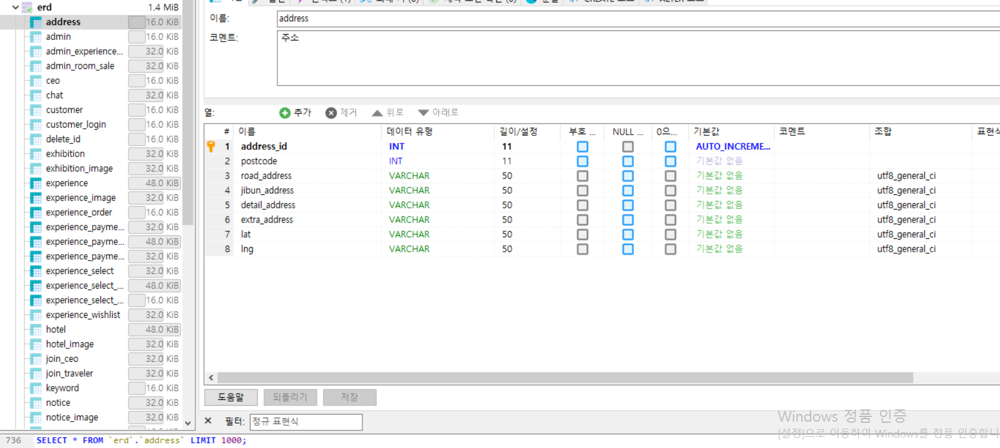 erd 1.4 MiB
address 16.0 KiB
admin 16.0 KiB
admin_experience... 32.0 KiB
admin_room_sale 32.0 KiB
ceo 16.0 KiB
chat 32.0 KiB
customer 16.0 KiB
customer_login 16.0 KiB
delete_id 16.0 KiB
exhibition 32.0 KiB
exhibition_image 32.0 KiB
experience 48.0 KiB
experience_image 32.0 KiB
experience_order 16.0 KiB
experience_payme... 32.0 KiB
experience_payme... 48.0 KiB
experience_payme... 32.0 KiB
experience_select 32.0 KiB
experience_select_... 48.0 KiB
experience_select_... 16.0 KiB
experience_wishlist 32.0 KiB
hotel 48.0 KiB
hotel_image 32.0 KiB
join_ceo 32.0 KiB
join_traveler 32.0 KiB
keyword 16.0 KiB
notice 32.0 KiB
notice_image 32.0 KiB
이름: address
코멘트: 주소
열: 추가 제거 위로 아래로
# 이름 데이터 유형 길이/설정 부호 ... NULL ... 0으... 기본값 코멘트 조합 표현식
1 address_id INT 11 AUTO_INCREME...
2 postcode INT 11 기본값 없음
3 road_address VARCHAR 50 기본값 없음 utf8_general_ci
4 jibun_address VARCHAR 50 기본값 없음 utf8_general_ci
5 detail_address VARCHAR 50 기본값 없음 utf8_general_ci
6 extra_address VARCHAR 50 기본값 없음 utf8_general_ci
7 lat VARCHAR 50 기본값 없음 utf8_general_ci
8 lng VARCHAR 50 기본값 없음 utf8_general_ci
도움말 되돌리기 저장
필터: 정규 표현식
Windows 정품 인증
[설정]으로 이동하여 Windows를 정품 인증합니
736 SELECT * FROM `erd`.`address` LIMIT 1000;